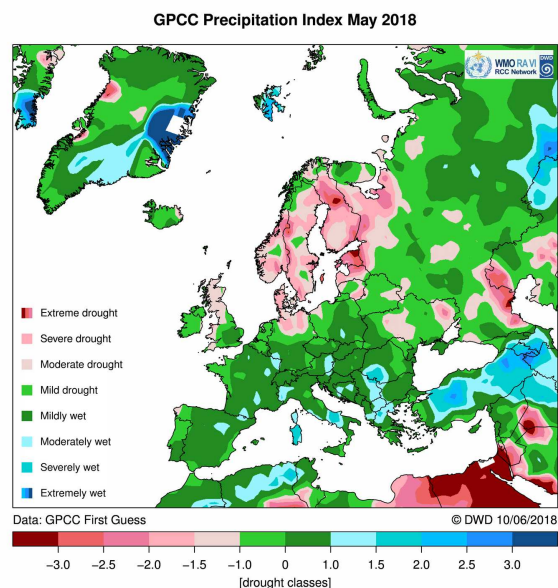 GPCC Precipitation Index May 2018
WMO RA VI
RCC Network
DWD
Extreme drought
Severe drought
Moderate drought
Mild drought
Mildly wet
Moderately wet
Severely wet
Extremely wet
Data: GPCC First Guess
© DWD 10/06/2018
−3.0 −2.5 −2.0 −1.5 −1.0 0 1.0 1.5 2.0 2.5 3.0
[drought classes]